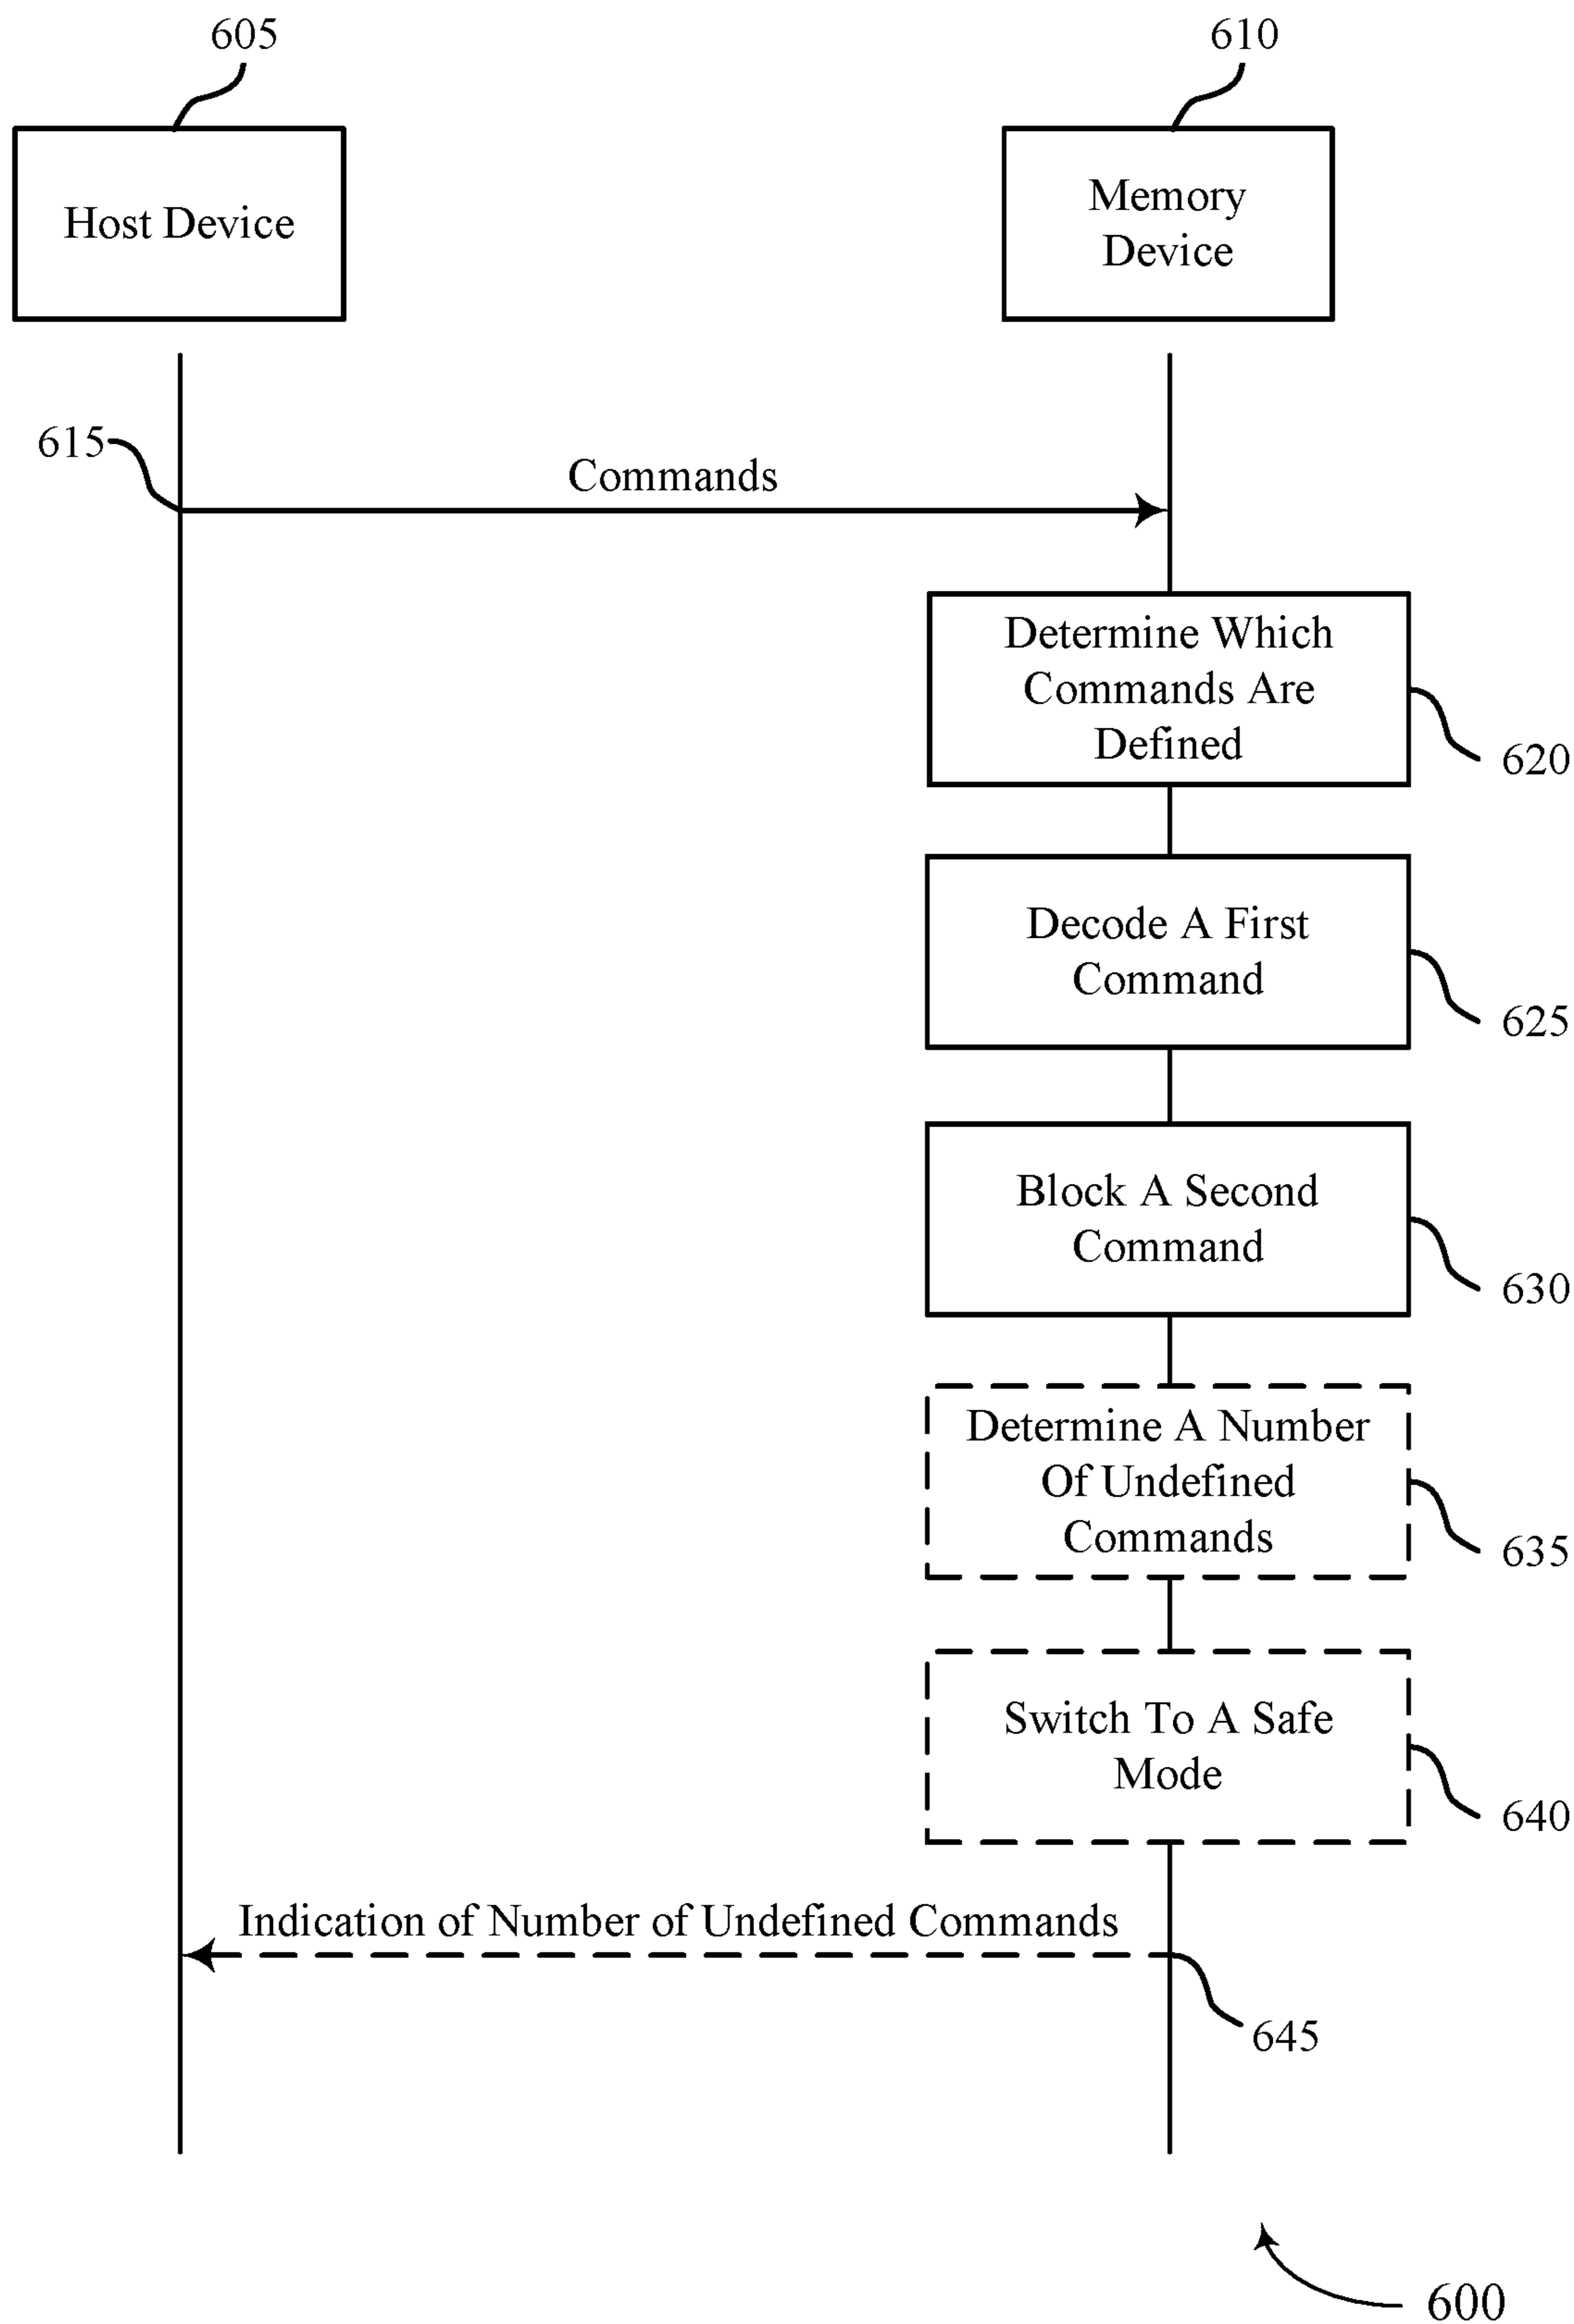 605
610
Host Device
Memory
Device
615
Commands
Determine Which
Commands Are
Defined
620
Decode A First
Command
625
Block A Second
Command
630
Determine A Number
Of Undefined
Commands
635
Switch To A Safe
Mode
640
Indication of Number of Undefined Commands
645
600